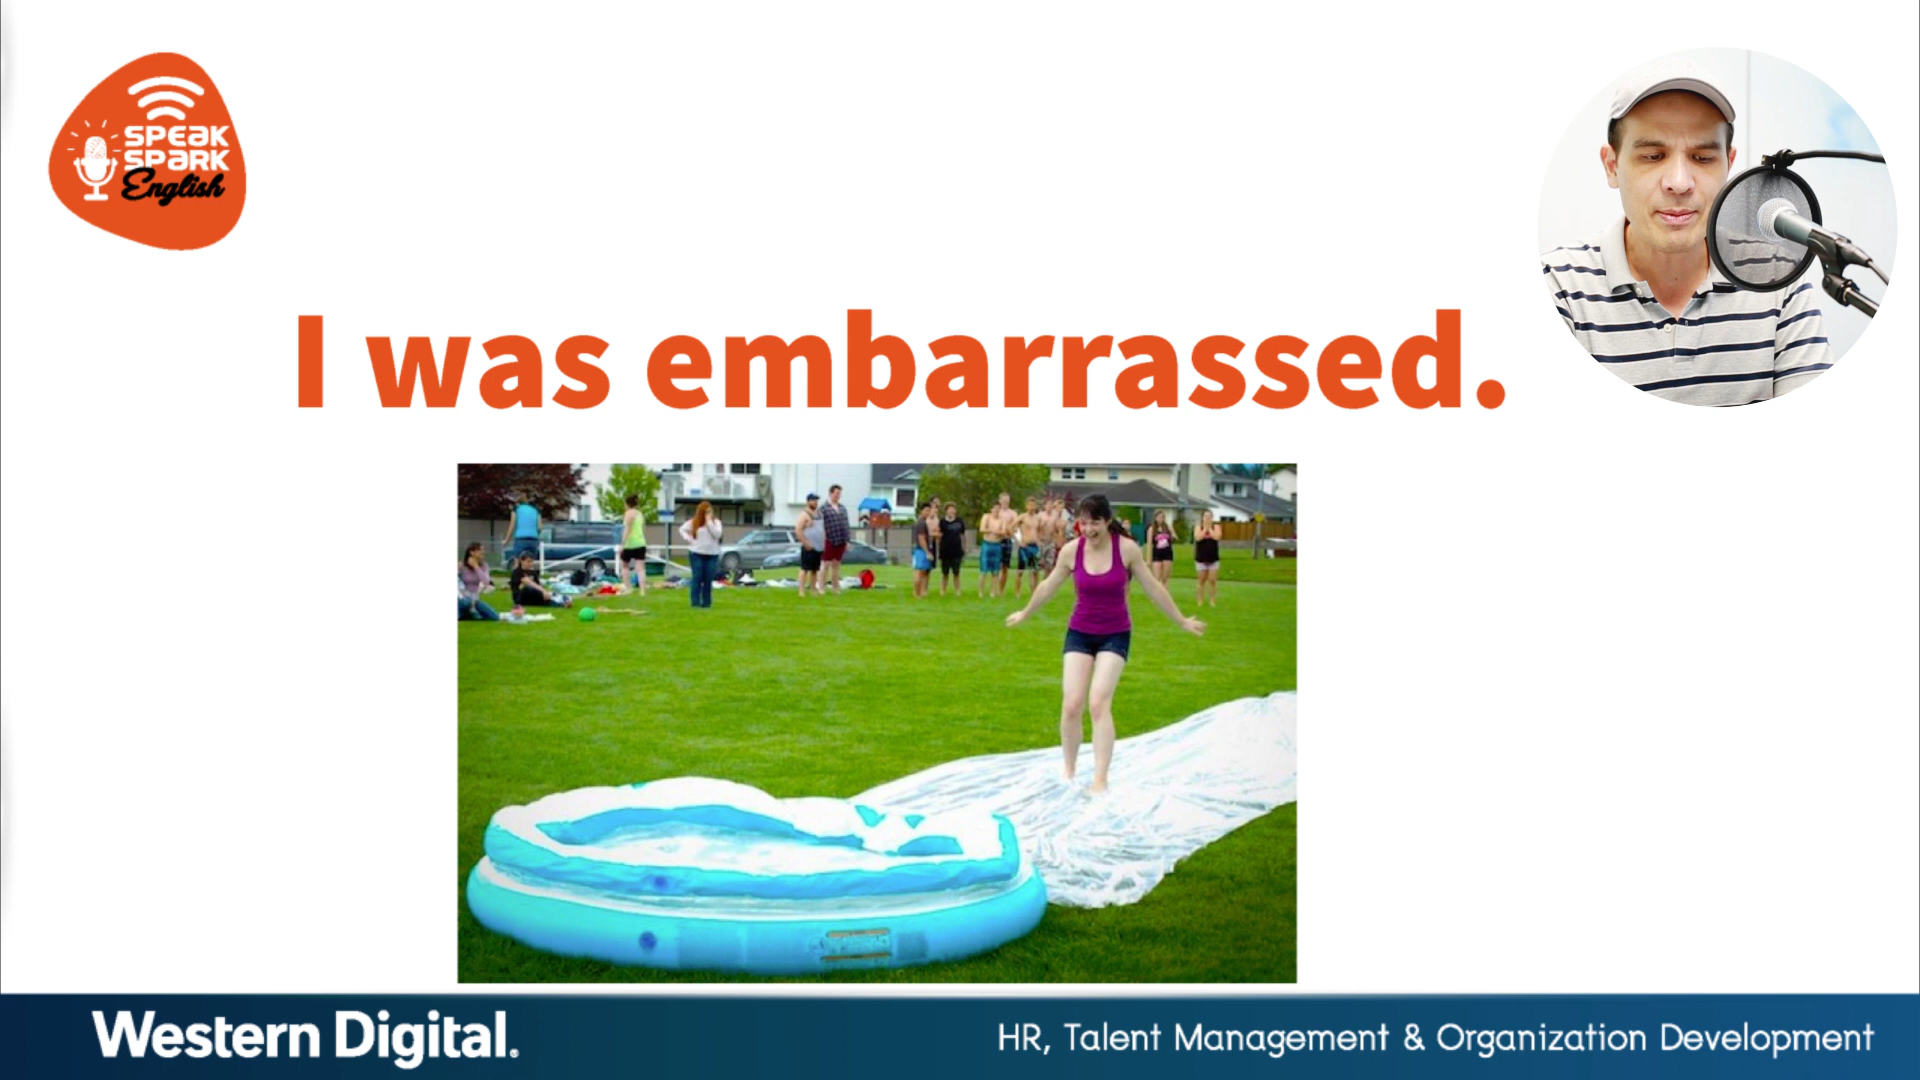 SPEAK
SPARK
English
I was embarrassed.
Western Digital.
HR, Talent Management & Organization Development